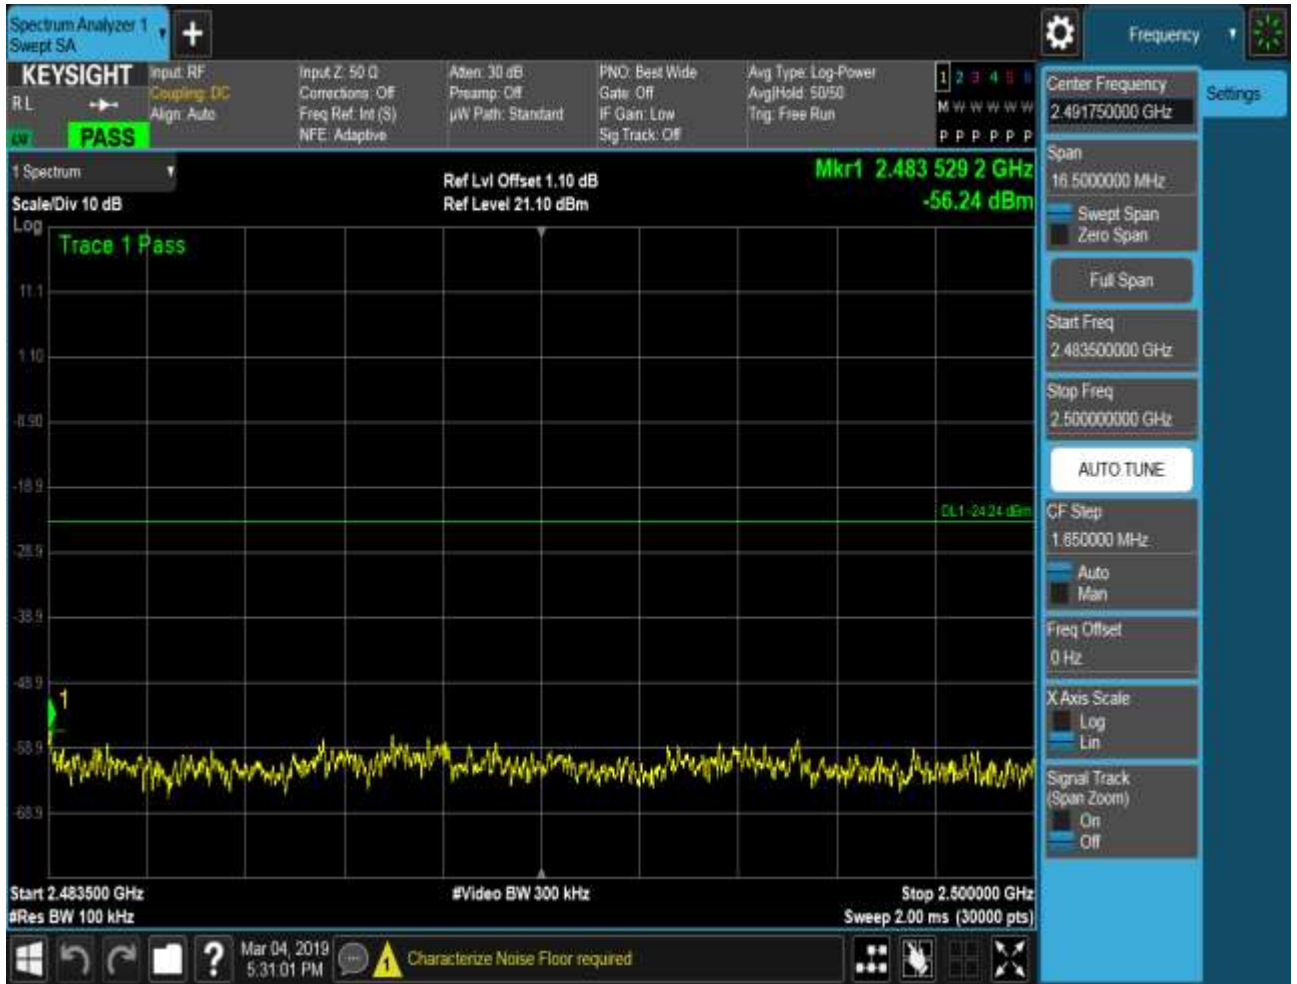 Spectrum Analyzer 1
Swept SA
+
Frequency
KEYSIGHT
Input: RF
Coupling: DC
Align: Auto
R L
PASS
Input Z: 50 Ω
Corrections: Off
Freq Ref: Int (S)
NFE: Adaptive
Atten: 30 dB
Preamp: Off
µW Path: Standard
PNO: Best Wide
Gate: Off
IF Gain: Low
Sig Track: Off
Avg Type: Log-Power
Avg|Hold: 50/50
Trig: Free Run
1 2 3 4 5 6
M W W W W W
P P P P P P
1 Spectrum
Scale/Div 10 dB
Ref Lvl Offset 1.10 dB
Ref Level 21.10 dBm
Mkr1 2.483 529 2 GHz
-56.24 dBm
Log
Trace 1 Pass
11.1
1.10
-8.90
-18.9
DL1 -24.24 dBm
-28.9
-38.9
-48.9
1
-58.9
-68.9
Start 2.483500 GHz
#Video BW 300 kHz
Stop 2.500000 GHz
#Res BW 100 kHz
Sweep 2.00 ms (30000 pts)
?
Mar 04, 2019
5:31:01 PM
1
Characterize Noise Floor required
Center Frequency
2.491750000 GHz
Settings
Span
16.5000000 MHz
Swept Span
Zero Span
Full Span
Start Freq
2.483500000 GHz
Stop Freq
2.500000000 GHz
AUTO TUNE
CF Step
1.650000 MHz
Auto
Man
Freq Offset
0 Hz
X Axis Scale
Log
Lin
Signal Track
(Span Zoom)
On
Off